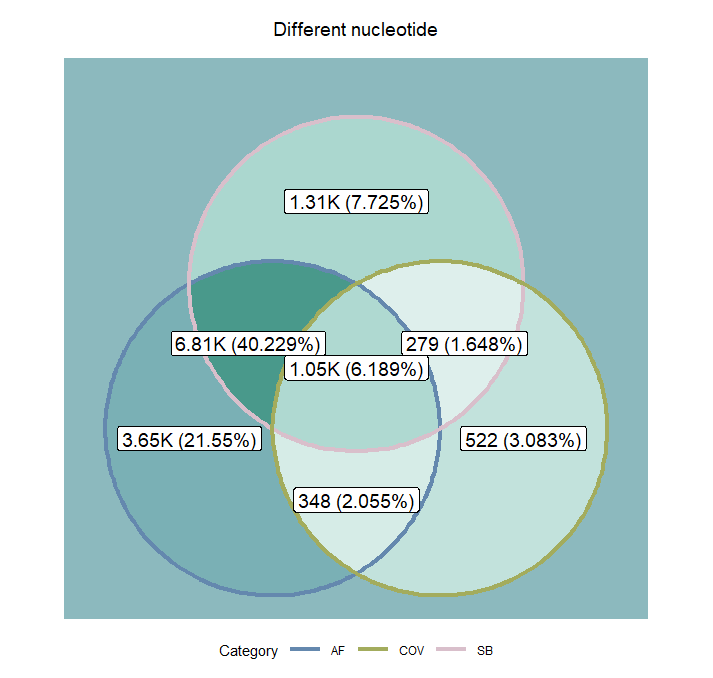 Different nucleotide
1.31K (7.725%)
6.81K (40.229%)
279 (1.648%)
1.05K (6.189%)
3.65K (21.55%)
522 (3.083%)
348 (2.055%)
Category AF COV SB